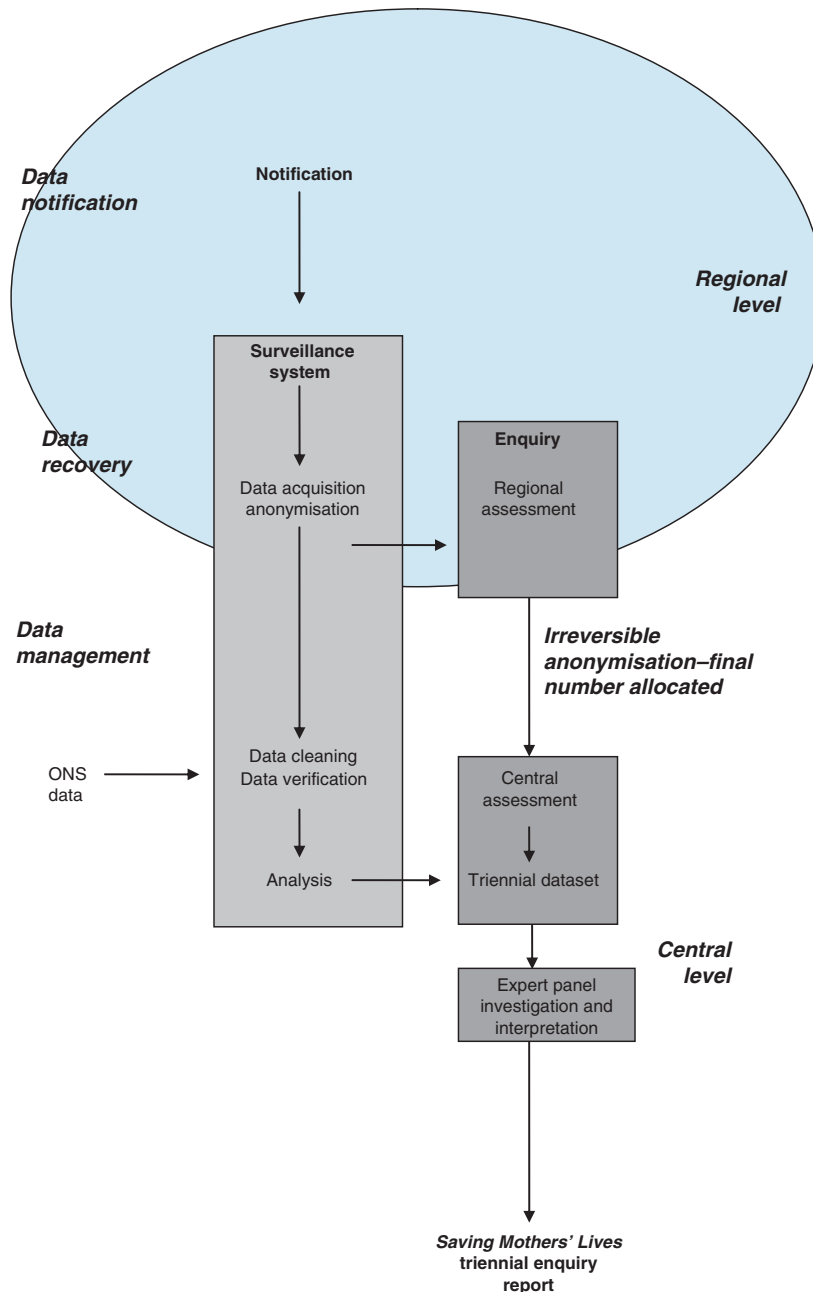 Data
notification
Notification
Regional
level
Surveillance
system
Data
recovery
Data acquisition
anonymisation
Enquiry
Regional
assessment
Data
management
Irreversible
anonymisation–final
number allocated
ONS
data
Data cleaning
Data verification
Analysis
Central
assessment
Triennial dataset
Central
level
Expert panel
investigation and
interpretation
Saving Mothers' Lives
triennial enquiry
report